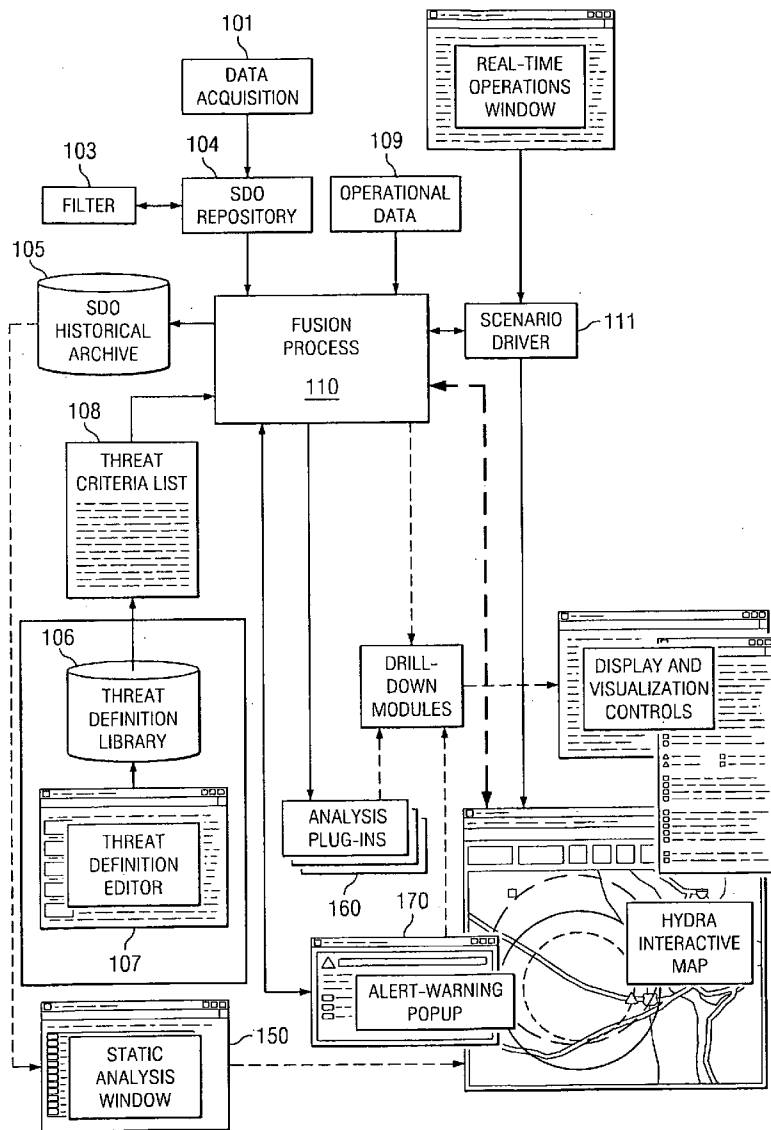 101
DATA
ACQUISITION
REAL-TIME
OPERATIONS
WINDOW
103
FILTER
104
SDO
REPOSITORY
109
OPERATIONAL
DATA
105
SDO
HISTORICAL
ARCHIVE
FUSION
PROCESS
110
SCENARIO
DRIVER
111
108
THREAT
CRITERIA LIST
106
THREAT
DEFINITION
LIBRARY
DRILL-
DOWN
MODULES
DISPLAY AND
VISUALIZATION
CONTROLS
THREAT
DEFINITION
EDITOR
107
ANALYSIS
PLUG-INS
160
170
ALERT-WARNING
POPUP
HYDRA
INTERACTIVE
MAP
150
STATIC
ANALYSIS
WINDOW